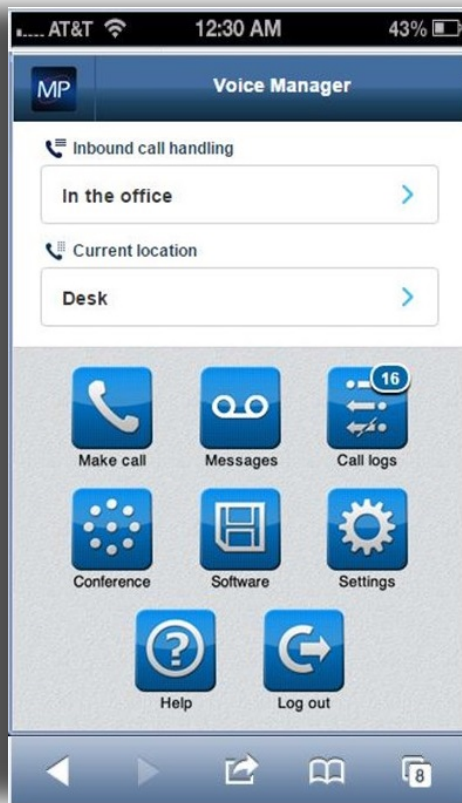 AT&T 12:30 AM 43%
MP Voice Manager
Inbound call handling
In the office
Current location
Desk
16
Make call Messages Call logs
Conference Software Settings
Help Log out
8